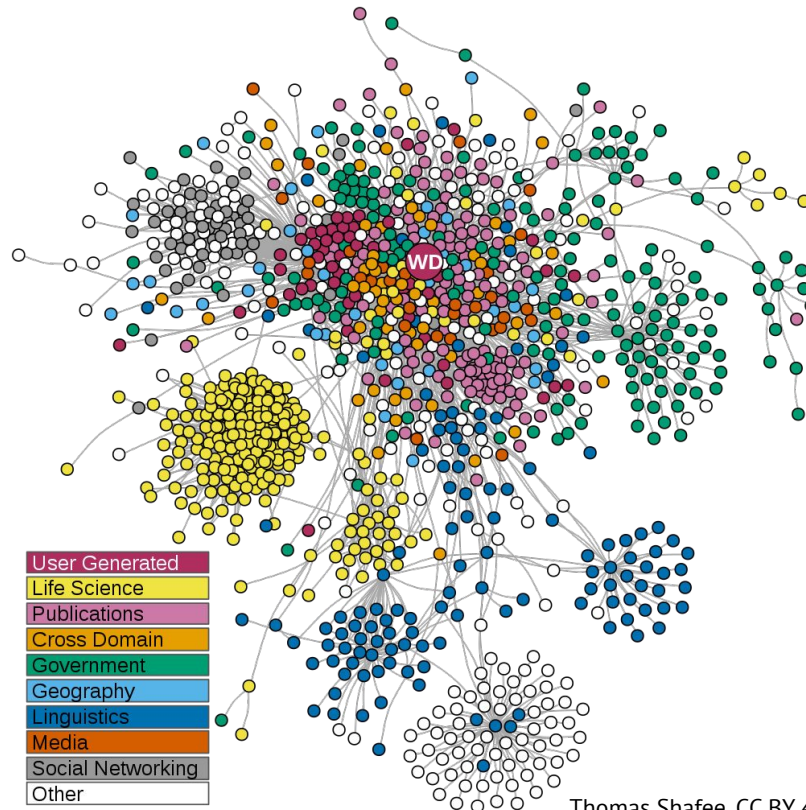 WD
User Generated
Life Science
Publications
Cross Domain
Government
Geography
Linguistics
Media
Social Networking
Other
Thomas Shafee, CC BY